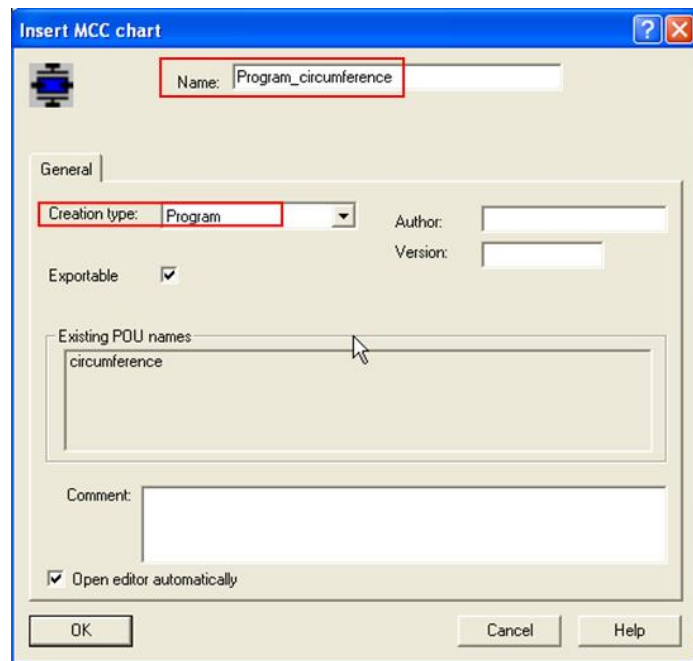 Insert MCC chart
Name: Program_circumference
General
Creation type: Program
Author:
Version:
Exportable
Existing POU names
circumference
Comment:
Open editor automatically
OK Cancel Help